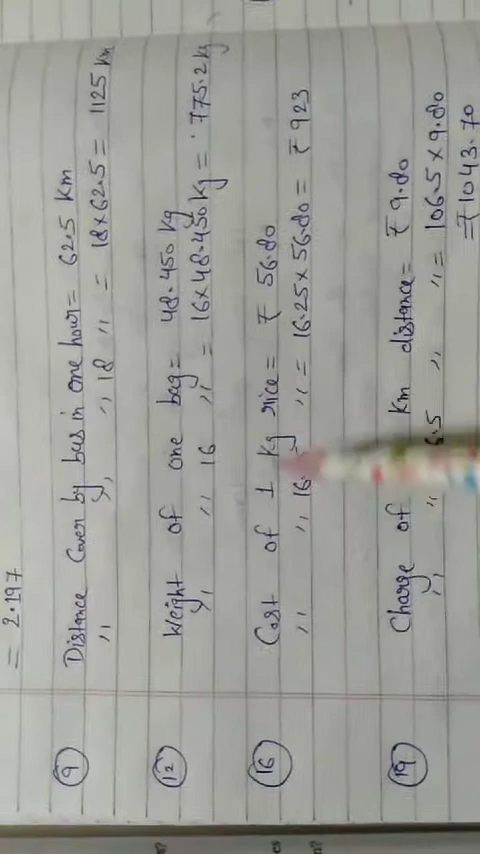 = 2.197
(9) Distance Cover by bus in one hour = 62.5 Km
,, ,, ,, 18 ,, = 18×62.5 = 1125 Km
(12) Weight of one bag = 48.450 kg
,, ,, 16 ,, = 16×48.450 kg = 775.2 kg
(16) Cost of 1 kg rice = ₹ 56.80
,, ,, 16. ,, = 16.25×56.80 = ₹ 923
(19) Charge of Km distance = ₹ 9.80
,, ,, 6.5 ,, ,, = 106.5×9.80
= ₹1043.70